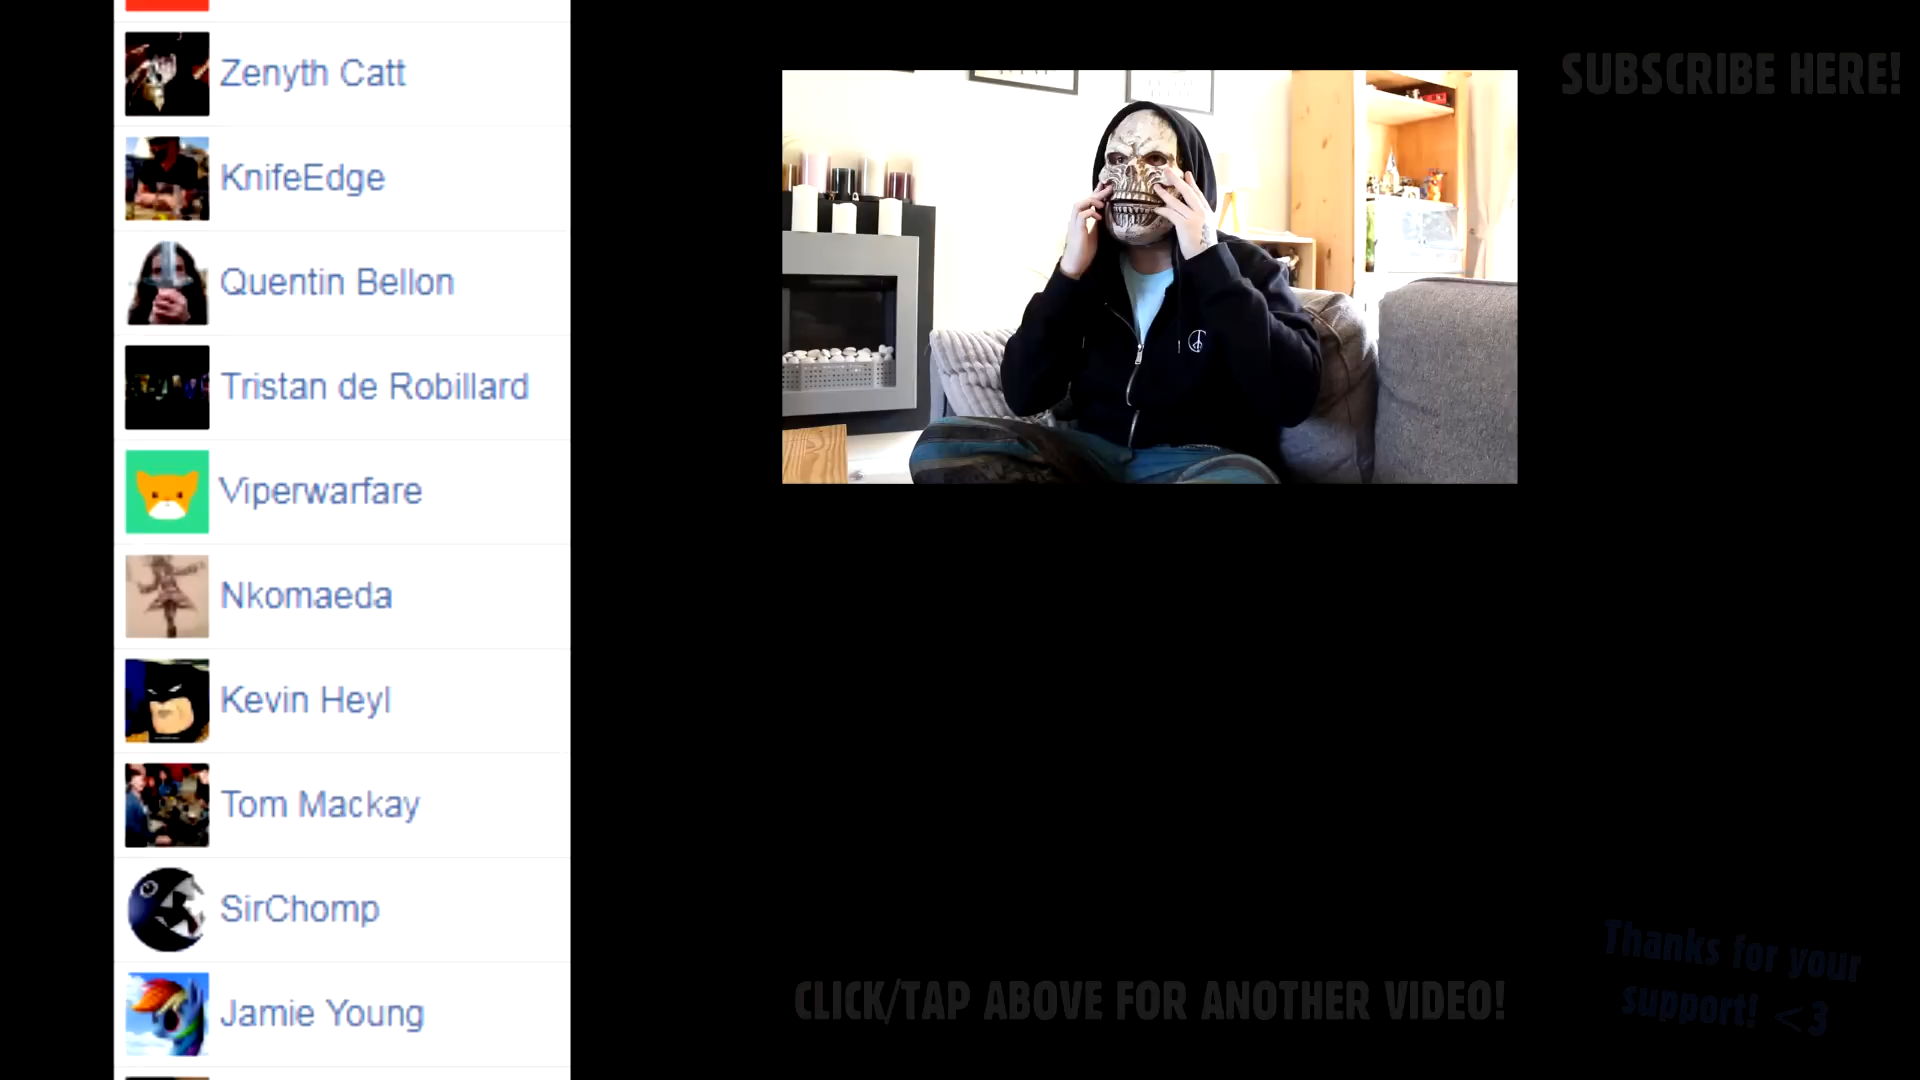 Zenyth Catt
KnifeEdge
Quentin Bellon
Tristan de Robillard
Viperwarfare
Nkomaeda
Kevin Heyl
Tom Mackay
SirChomp
Jamie Young
SUBSCRIBE HERE!
CLICK/TAP ABOVE FOR ANOTHER VIDEO!
Thanks for your
support! <3